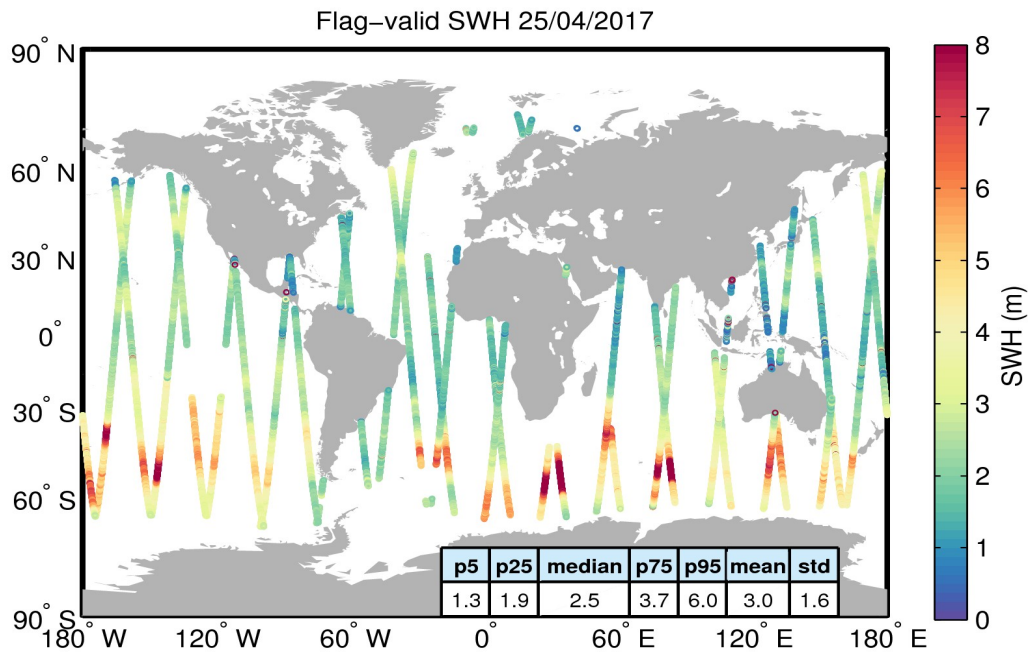 Flag−valid SWH 25/04/2017
90° N
60° N
30° N
0°
30° S
60° S
90° S
180° W
120° W
60° W
0°
60° E
120° E
180° E
p5 p25 median p75 p95 mean std
1.3 1.9 2.5 3.7 6.0 3.0 1.6
8
7
6
5
4
3
2
1
0
SWH (m)